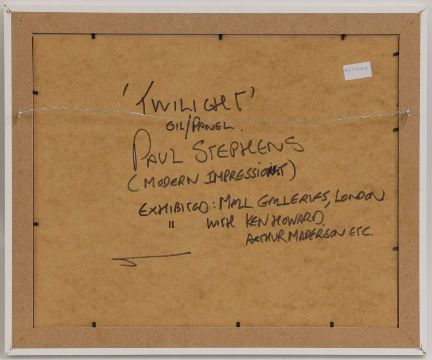 'TWILIGHT'
OIL/PANEL.
PAUL STEPHENS
(MODERN IMPRESSIONIST)
EXHIBITED: MALL GALLERIES, LONDON
" WITH KEN HOWARD,
ARTHUR MADERSON ETC.